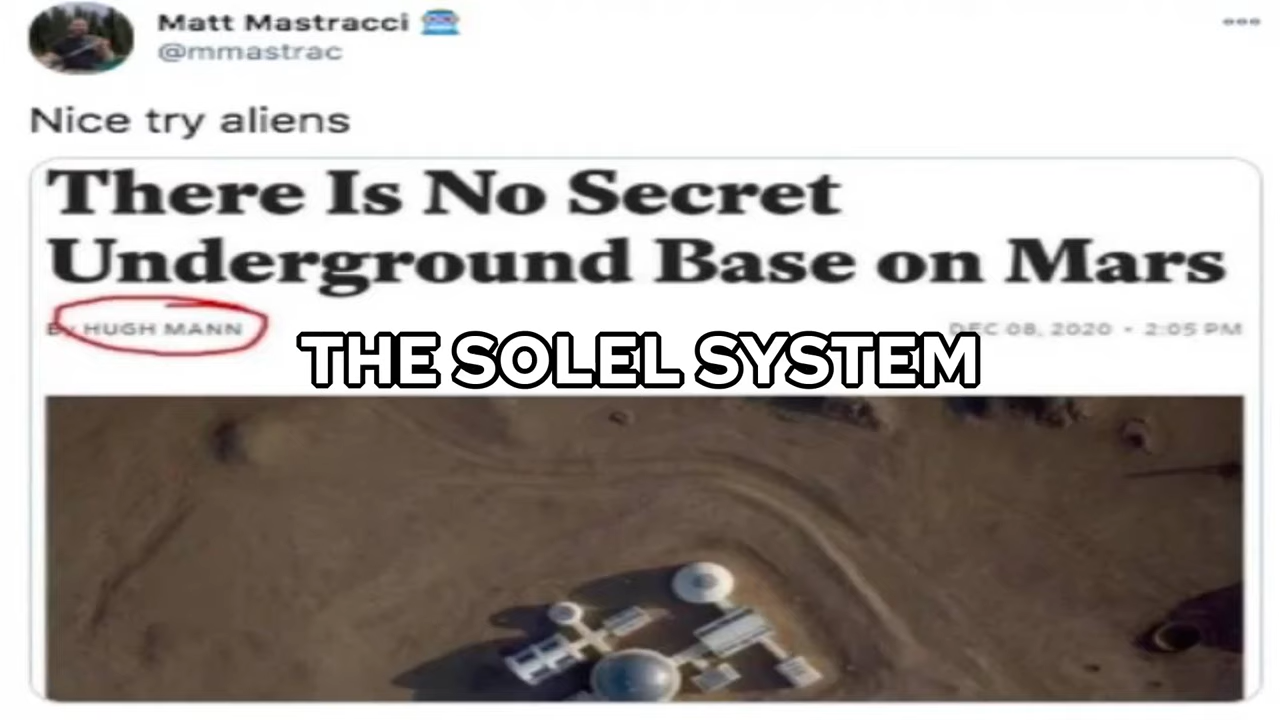 Matt Mastracci
@mmastrac
Nice try aliens
There Is No Secret
Underground Base on Mars
By HUGH MANN
DEC 08, 2020 - 2:05 PM
THE SOLEL SYSTEM